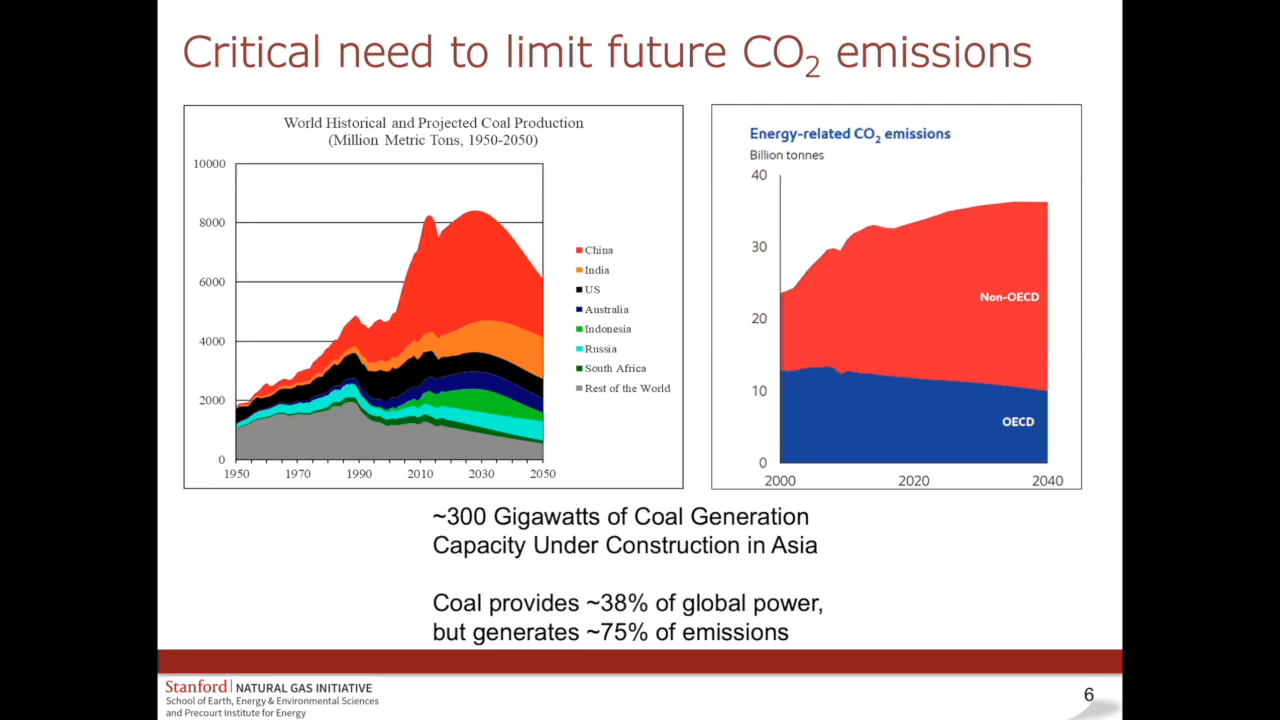 Critical need to limit future CO₂ emissions
World Historical and Projected Coal Production
(Million Metric Tons, 1950-2050)
10000
8000
6000
4000
2000
0
1950
1970
1990
2010
2030
2050
China
India
US
Australia
Indonesia
Russia
South Africa
Rest of the World
Energy-related CO₂ emissions
Billion tonnes
40
30
20
10
0
Non-OECD
OECD
2000
2020
2040
~300 Gigawatts of Coal Generation
Capacity Under Construction in Asia
Coal provides ~38% of global power,
but generates ~75% of emissions
Stanford | NATURAL GAS INITIATIVE
School of Earth, Energy & Environmental Sciences
and Precourt Institute for Energy
6